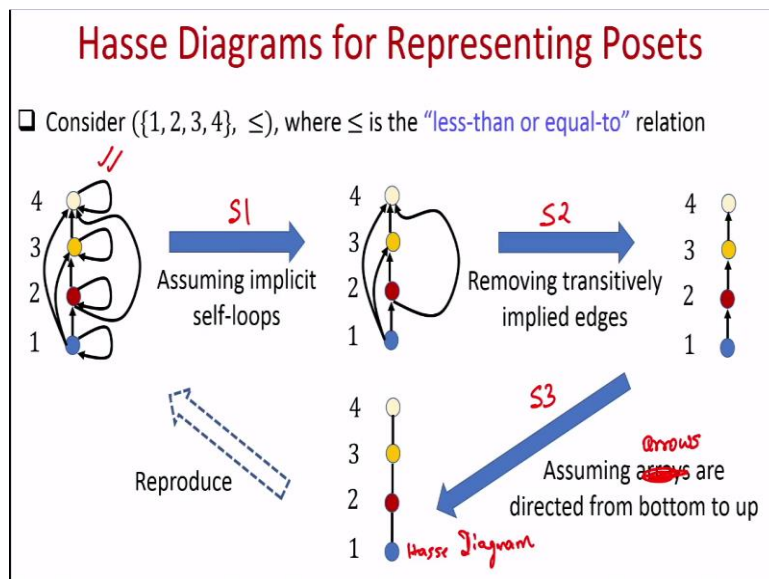 Hasse Diagrams for Representing Posets
❑ Consider ({1, 2, 3, 4}, ≤), where ≤ is the “less-than or equal-to” relation
4
3
2
1
S1
Assuming implicit
self-loops
4
3
2
1
S2
Removing transitively
implied edges
4
3
2
1
S3
arrows
Assuming arrays are
directed from bottom to up
4
3
2
1 Hasse Diagram
Reproduce